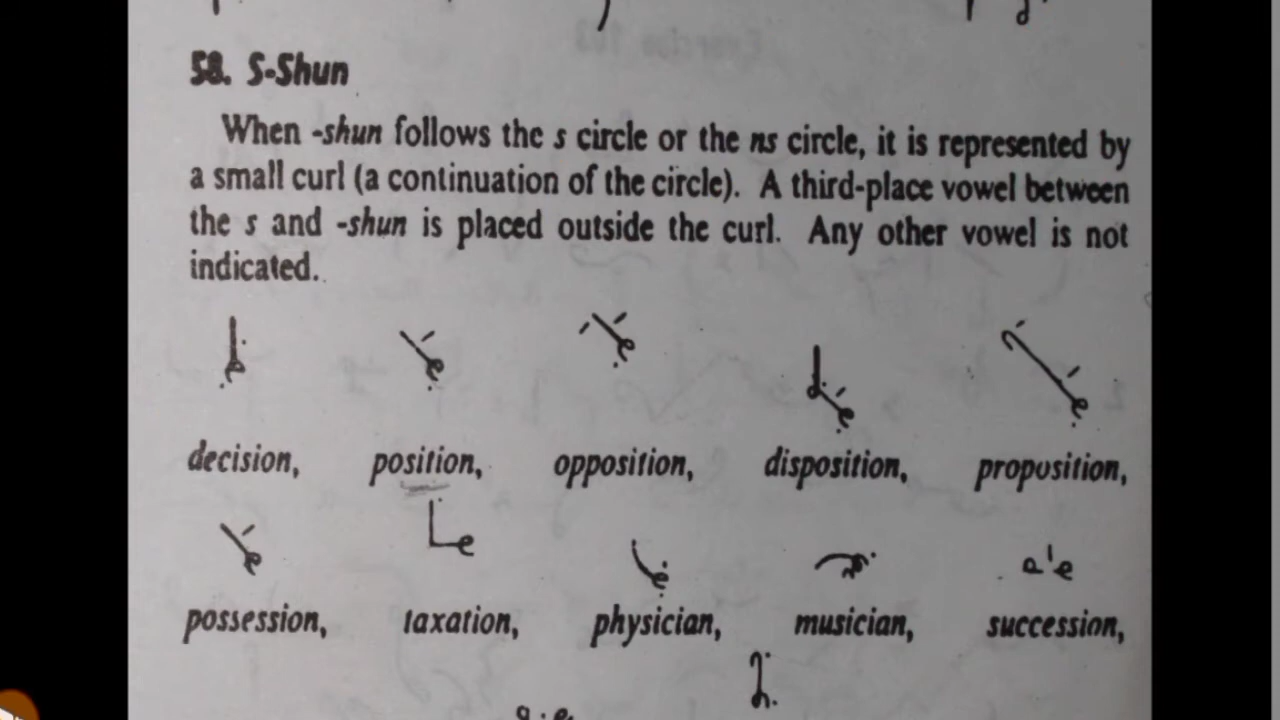 58. S-Shun
When -shun follows the s circle or the ns circle, it is represented by
a small curl (a continuation of the circle). A third-place vowel between
the s and -shun is placed outside the curl. Any other vowel is not
indicated.
decision, position, opposition, disposition, proposition,
possession, taxation, physician, musician, succession,